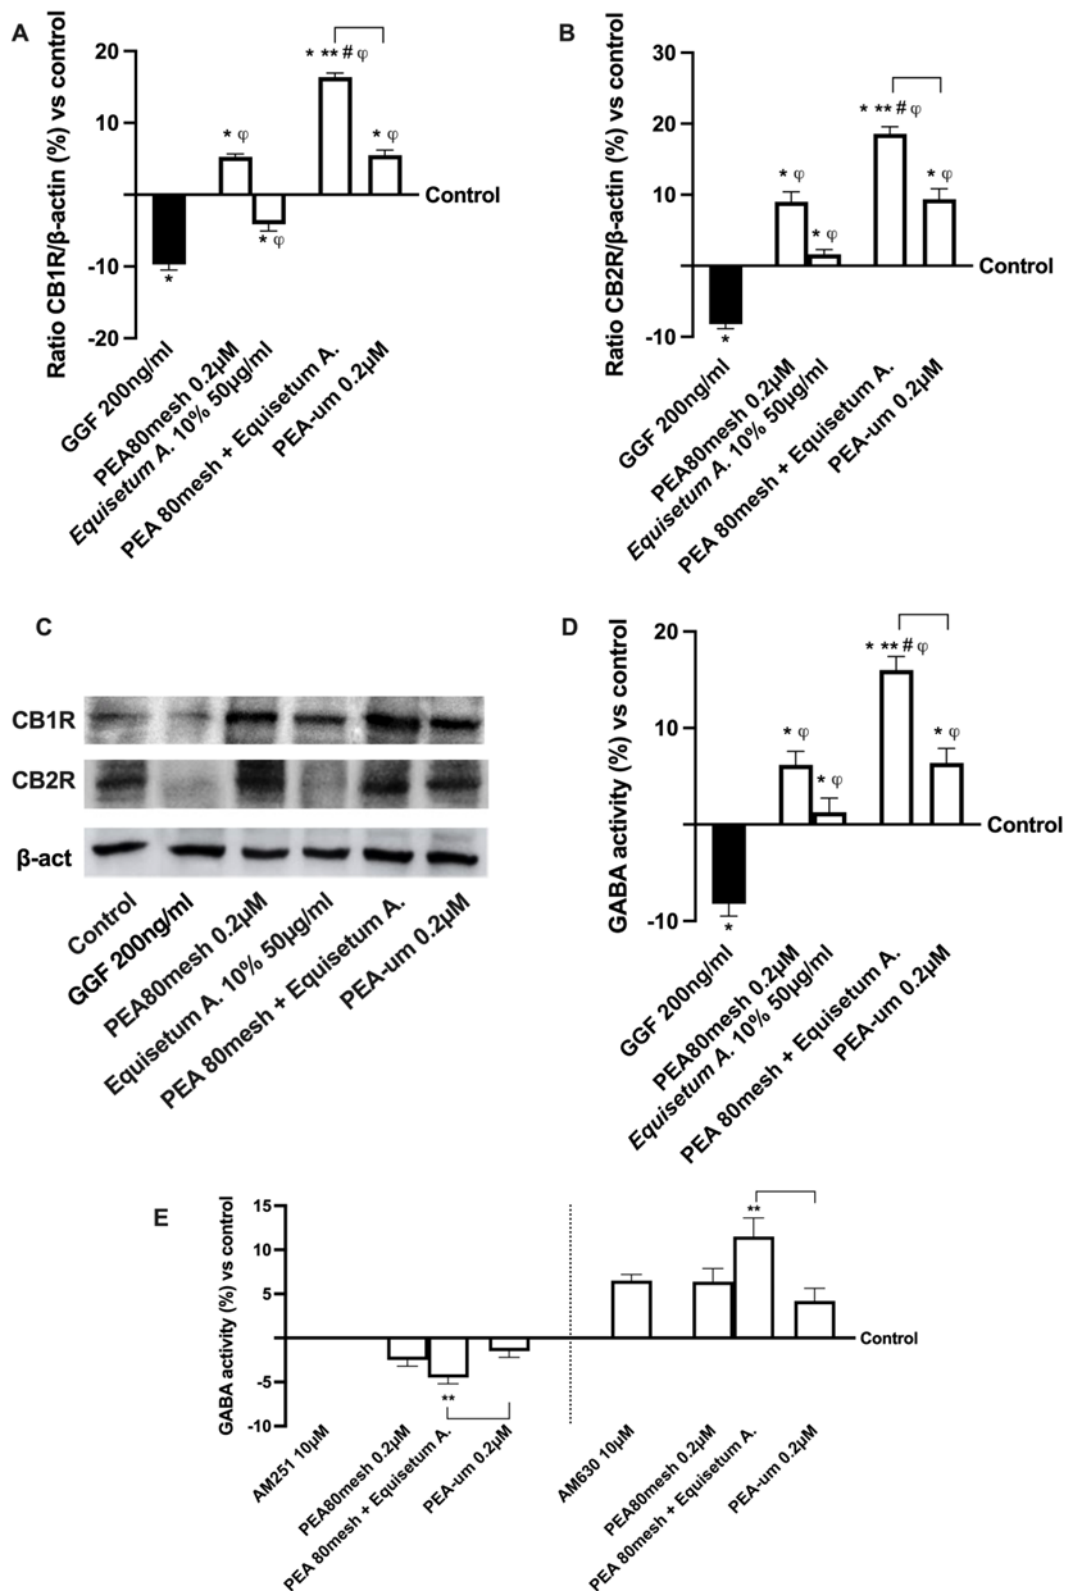 A
Ratio CB1R/β-actin (%) vs control
20
10
-10
-20
* ** # φ
* φ
* φ
* φ
*
Control
GGF 200ng/ml
PEA80mesh 0.2μM
Equisetum A. 10% 50μg/ml
PEA 80mesh + Equisetum A.
PEA-um 0.2μM
B
Ratio CB2R/β-actin (%) vs control
30
20
10
-10
* ** # φ
* φ
* φ
* φ
*
Control
GGF 200ng/ml
PEA80mesh 0.2μM
Equisetum A. 10% 50μg/ml
PEA 80mesh + Equisetum A.
PEA-um 0.2μM
C
CB1R
CB2R
β-act
Control
GGF 200ng/ml
PEA80mesh 0.2μM
Equisetum A. 10% 50μg/ml
PEA 80mesh + Equisetum A.
PEA-um 0.2μM
D
GABA activity (%) vs control
20
10
-10
* ** # φ
* φ
* φ
* φ
*
Control
GGF 200ng/ml
PEA80mesh 0.2μM
Equisetum A. 10% 50μg/ml
PEA 80mesh + Equisetum A.
PEA-um 0.2μM
E
GABA activity (%) vs control
15
10
5
-5
-10
**
**
Control
AM251 10μM
PEA80mesh 0.2μM
PEA 80mesh + Equisetum A.
PEA-um 0.2μM
AM630 10μM
PEA80mesh 0.2μM
PEA 80mesh + Equisetum A.
PEA-um 0.2μM